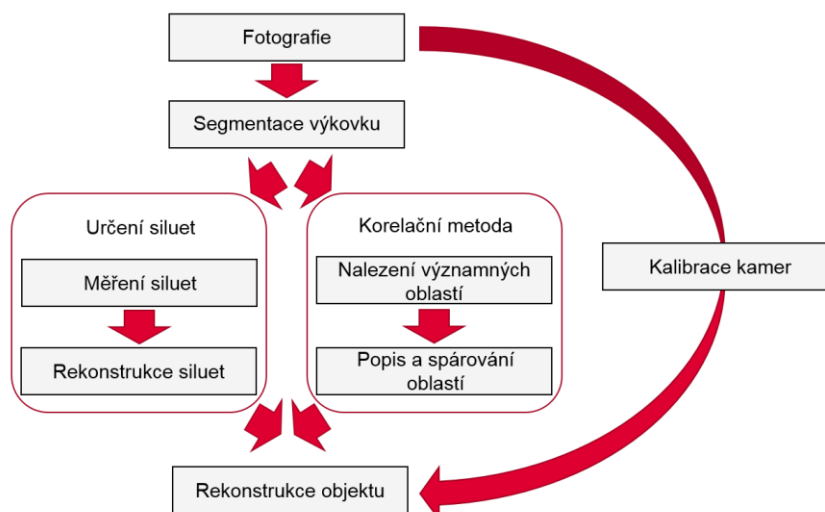 Fotografie
Segmentace výkovku
Určení siluet
Měření siluet
Rekonstrukce siluet
Korelační metoda
Nalezení významných
oblastí
Popis a spárování
oblastí
Kalibrace kamer
Rekonstrukce objektu